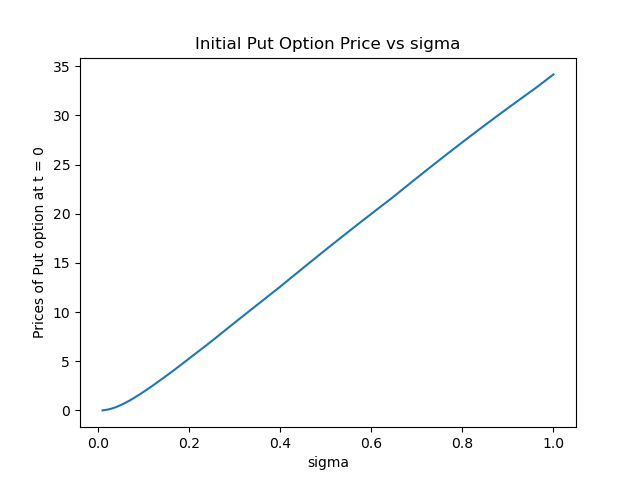 Initial Put Option Price vs sigma
Prices of Put option at t = 0
35
30
25
20
15
10
5
0
0.0 0.2 0.4 0.6 0.8 1.0
sigma